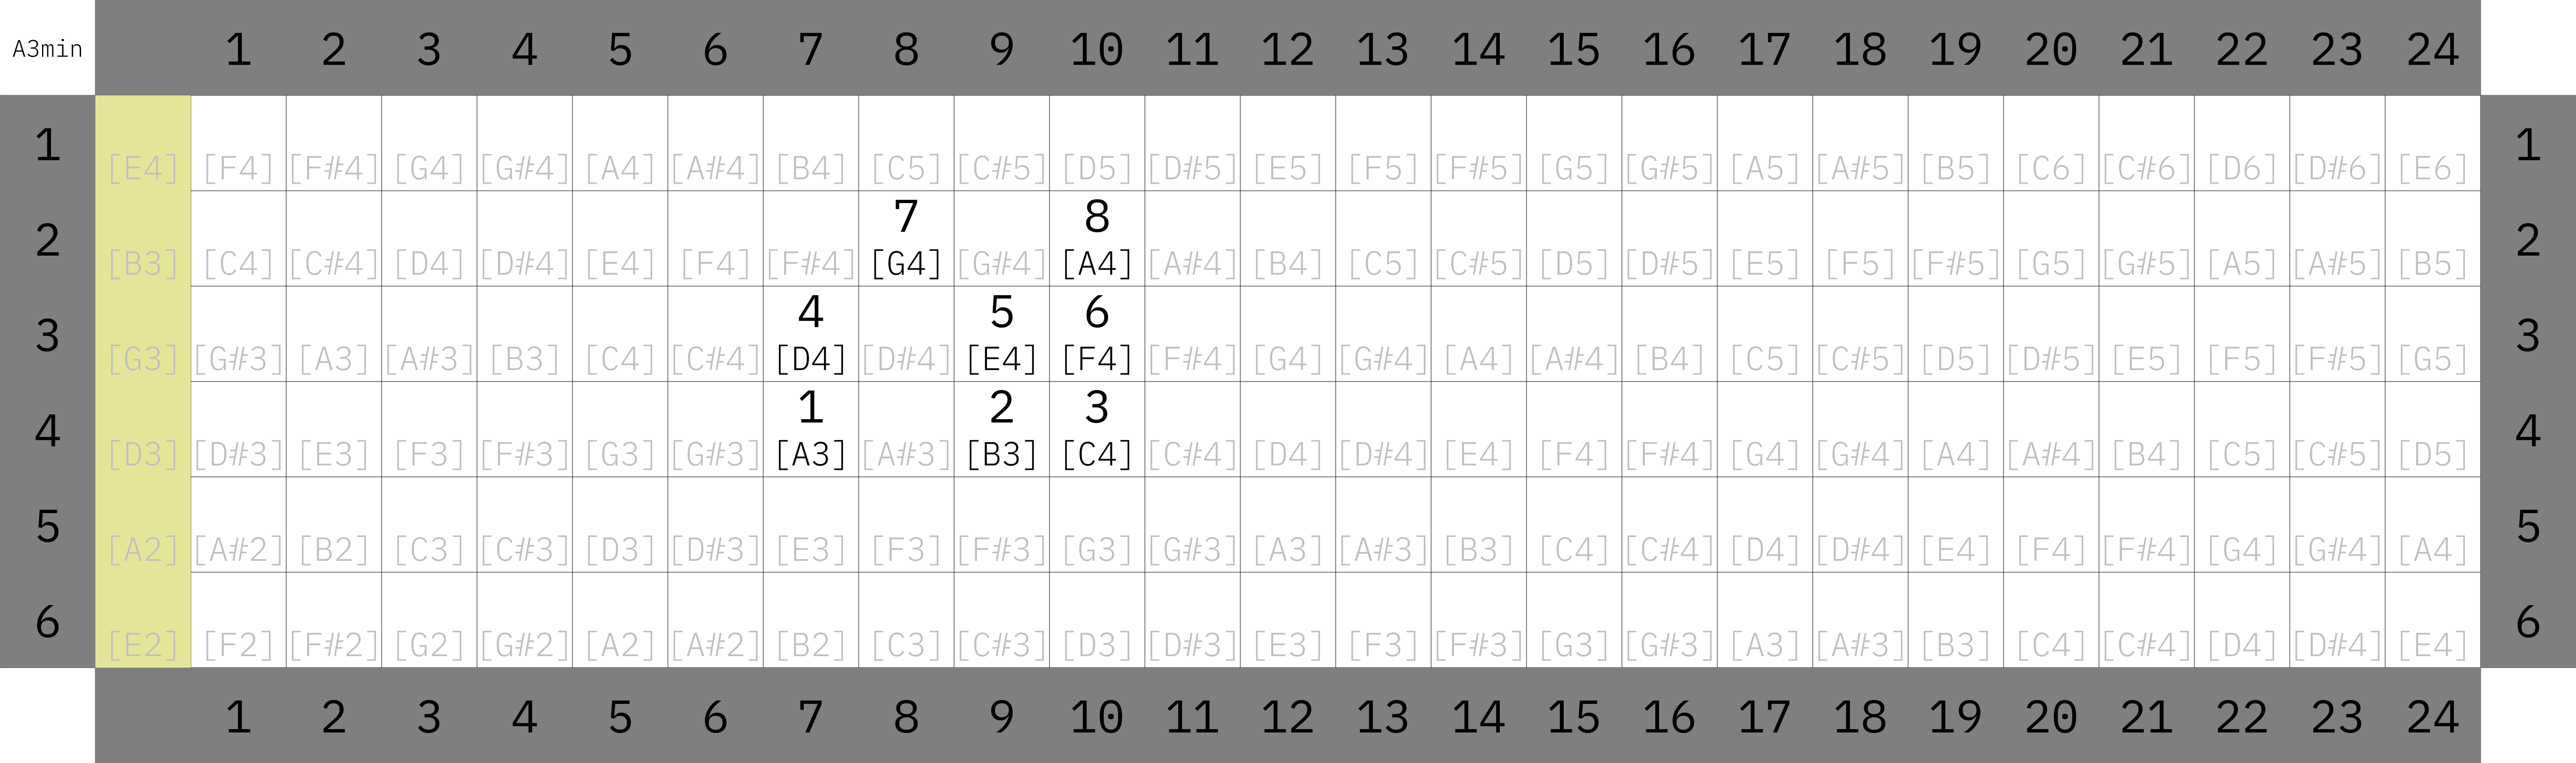 A3min 1 2 3 4 5 6 7 8 9 10 11 12 13 14 15 16 17 18 19 20 21 22 23 24
1 [E4] [F4] [F#4] [G4] [G#4] [A4] [A#4] [B4] [C5] [C#5] [D5] [D#5] [E5] [F5] [F#5] [G5] [G#5] [A5] [A#5] [B5] [C6] [C#6] [D6] [D#6] [E6] 1
7 8
2 [B3] [C4] [C#4] [D4] [D#4] [E4] [F4] [F#4] [G4] [G#4] [A4] [A#4] [B4] [C5] [C#5] [D5] [D#5] [E5] [F5] [F#5] [G5] [G#5] [A5] [A#5] [B5] 2
4 5 6
3 [G3] [G#3] [A3] [A#3] [B3] [C4] [C#4] [D4] [D#4] [E4] [F4] [F#4] [G4] [G#4] [A4] [A#4] [B4] [C5] [C#5] [D5] [D#5] [E5] [F5] [F#5] [G5] 3
1 2 3
4 [D3] [D#3] [E3] [F3] [F#3] [G3] [G#3] [A3] [A#3] [B3] [C4] [C#4] [D4] [D#4] [E4] [F4] [F#4] [G4] [G#4] [A4] [A#4] [B4] [C5] [C#5] [D5] 4
5 [A2] [A#2] [B2] [C3] [C#3] [D3] [D#3] [E3] [F3] [F#3] [G3] [G#3] [A3] [A#3] [B3] [C4] [C#4] [D4] [D#4] [E4] [F4] [F#4] [G4] [G#4] [A4] 5
6 [E2] [F2] [F#2] [G2] [G#2] [A2] [A#2] [B2] [C3] [C#3] [D3] [D#3] [E3] [F3] [F#3] [G3] [G#3] [A3] [A#3] [B3] [C4] [C#4] [D4] [D#4] [E4] 6
1 2 3 4 5 6 7 8 9 10 11 12 13 14 15 16 17 18 19 20 21 22 23 24